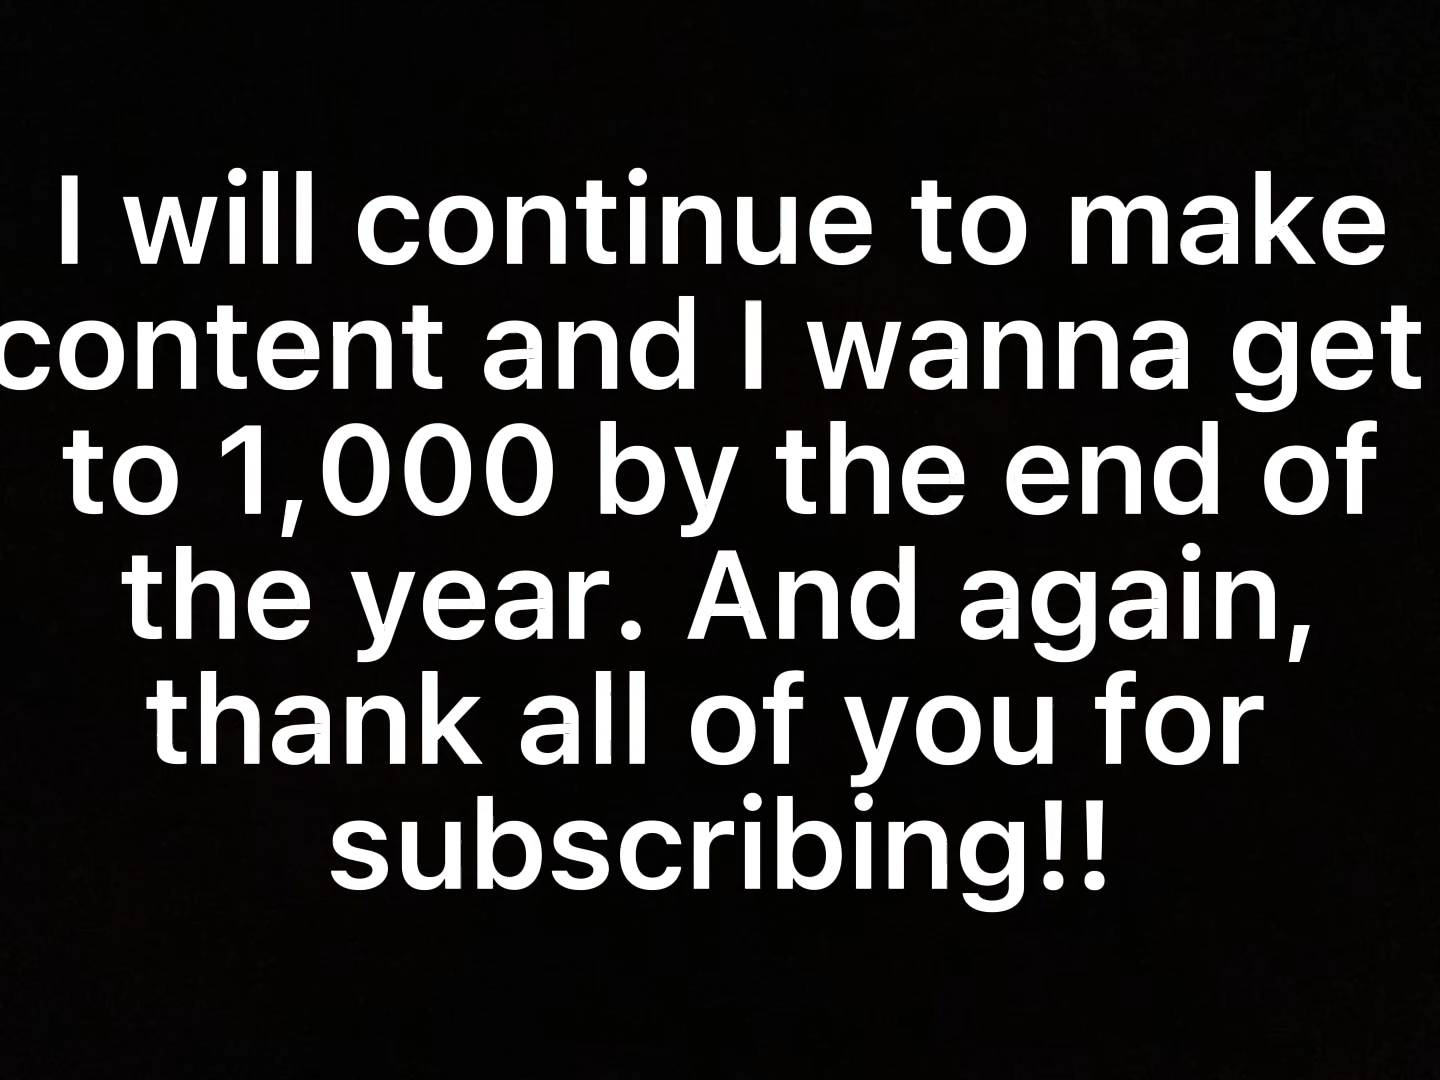 I will continue to make
content and I wanna get
to 1,000 by the end of
the year. And again,
thank all of you for
subscribing!!